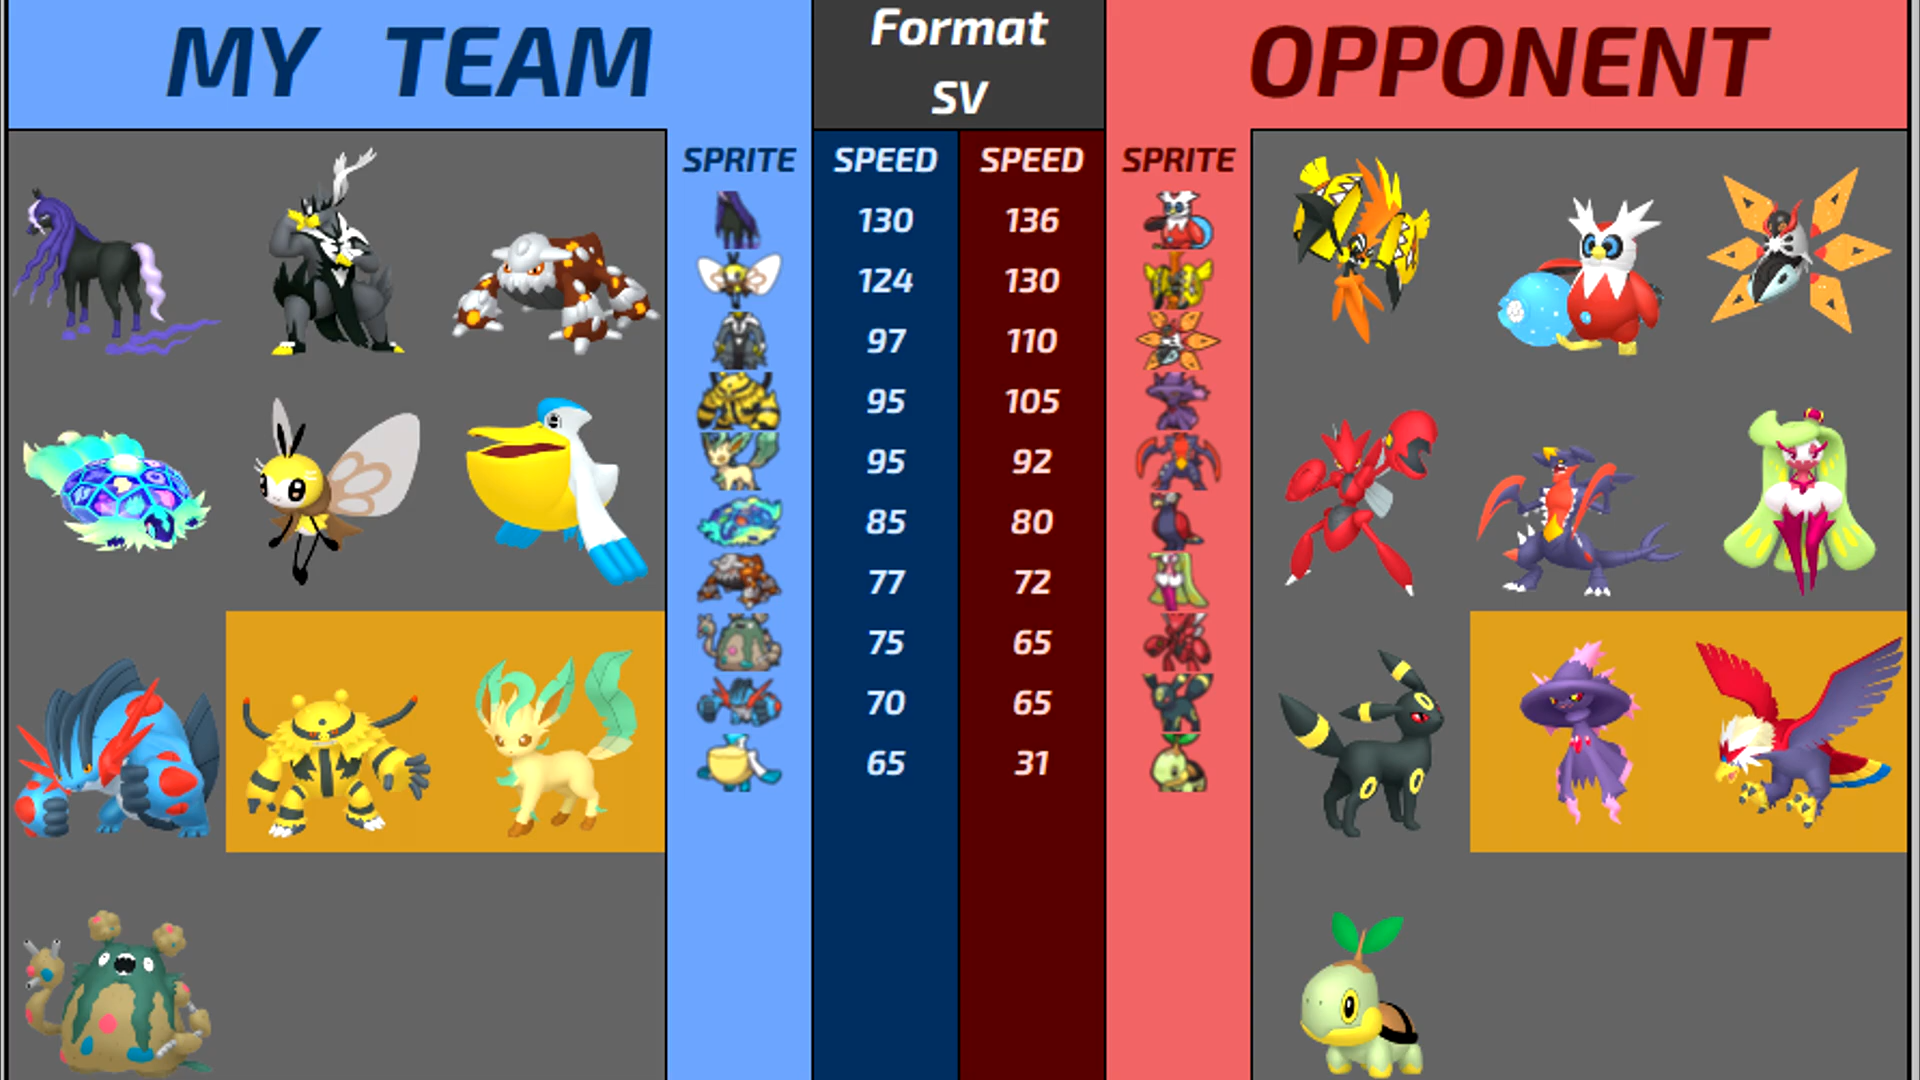 MY TEAM
Format
SV
OPPONENT
SPRITE SPEED SPEED SPRITE
130 136
124 130
97 110
95 105
95 92
85 80
77 72
75 65
70 65
65 31